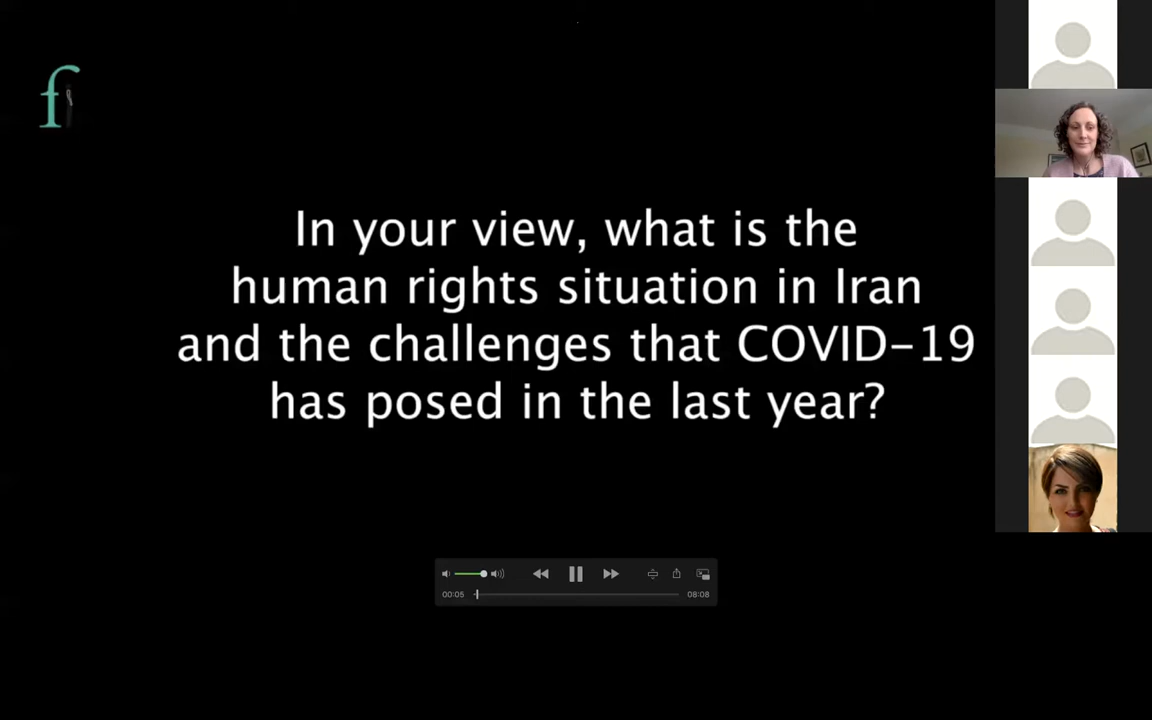 f
In your view, what is the
human rights situation in Iran
and the challenges that COVID-19
has posed in the last year?
00:05
08:08